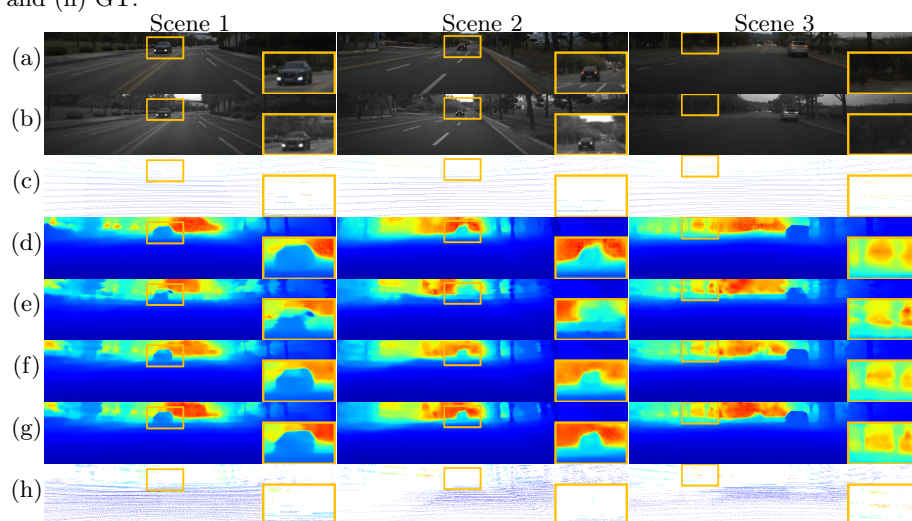 and (h) GT.
Scene 1 Scene 2 Scene 3
(a)
(b)
(c)
(d)
(e)
(f)
(g)
(h)